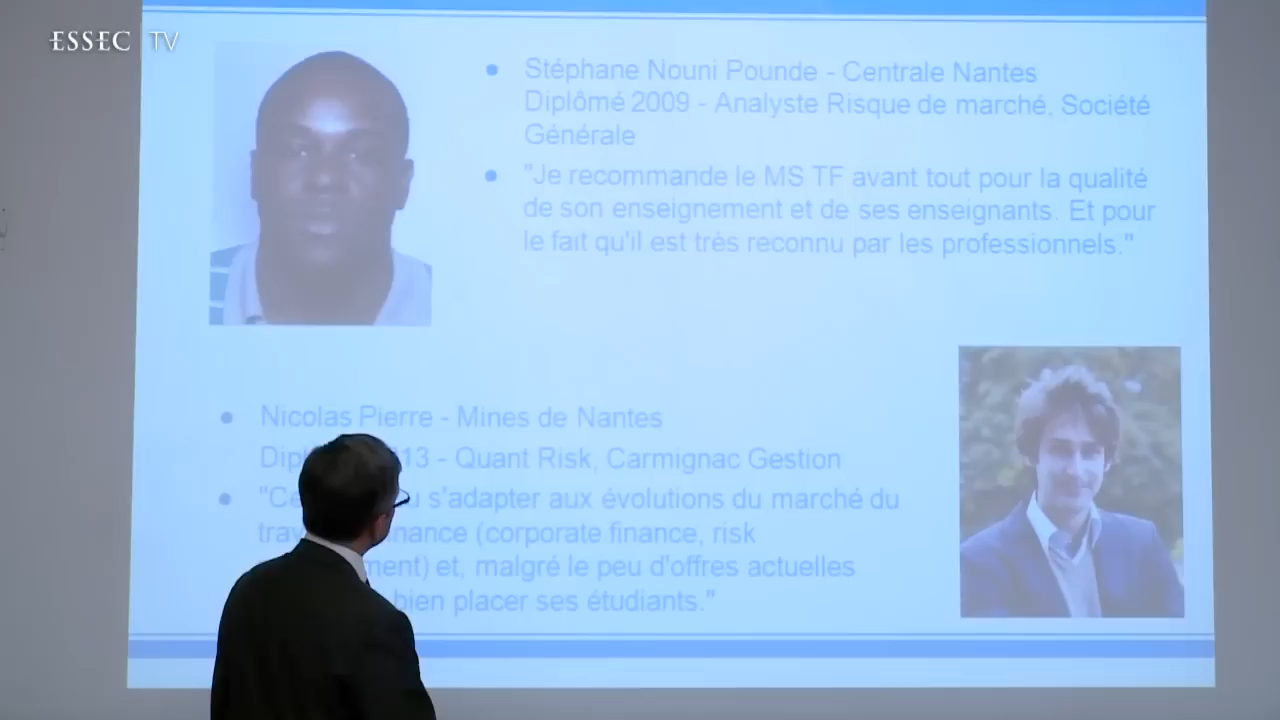 ESSEC TV
Stéphane Nouni Pounde - Centrale Nantes
Diplômé 2009 - Analyste Risque de marché, Société
Générale
"Je recommande le MS TF avant tout pour la qualité
de son enseignement et de ses enseignants. Et pour
le fait qu'il est très reconnu par les professionnels."
Nicolas Pierre - Mines de Nantes
13 - Quant Risk, Carmignac Gestion
s'adapter aux évolutions du marché du
(corporate finance, risk
et, malgré le peu d'offres actuelles
bien placer ses étudiants."